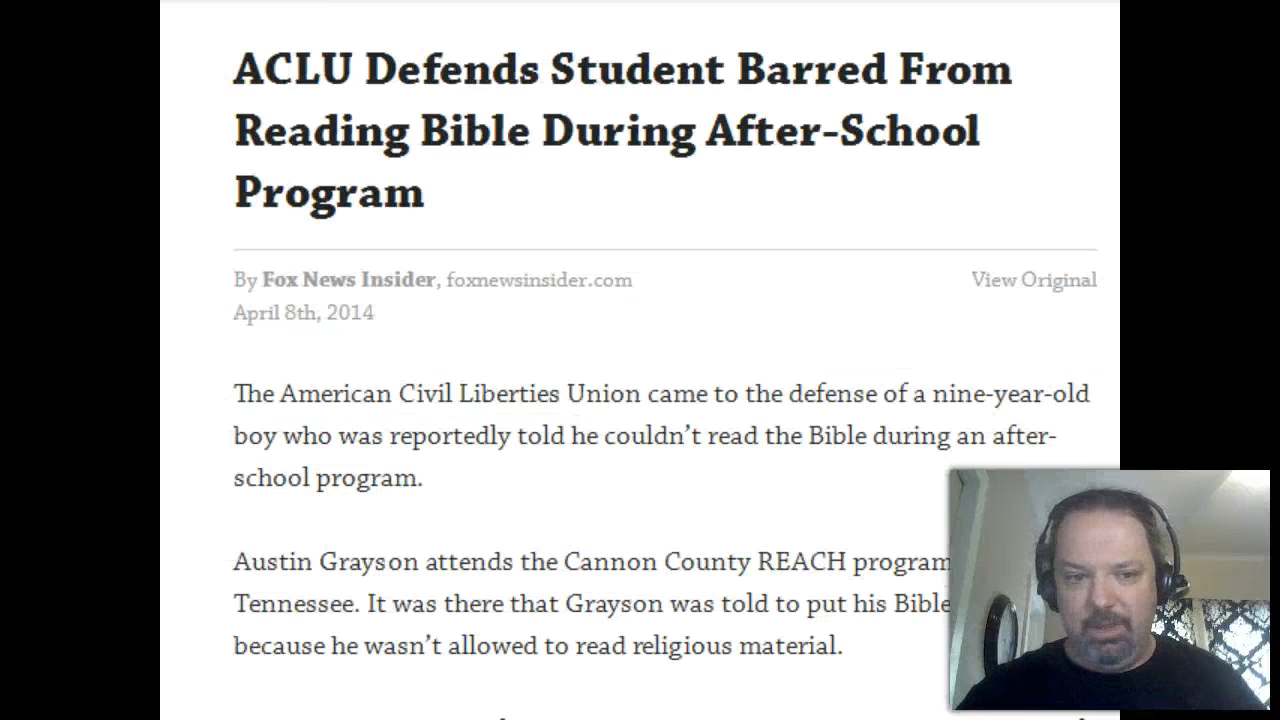 ACLU Defends Student Barred From
Reading Bible During After-School
Program
By Fox News Insider, foxnewsinsider.com View Original
April 8th, 2014
The American Civil Liberties Union came to the defense of a nine-year-old
boy who was reportedly told he couldn't read the Bible during an after-
school program.
Austin Grayson attends the Cannon County REACH program
Tennessee. It was there that Grayson was told to put his Bible
because he wasn't allowed to read religious material.